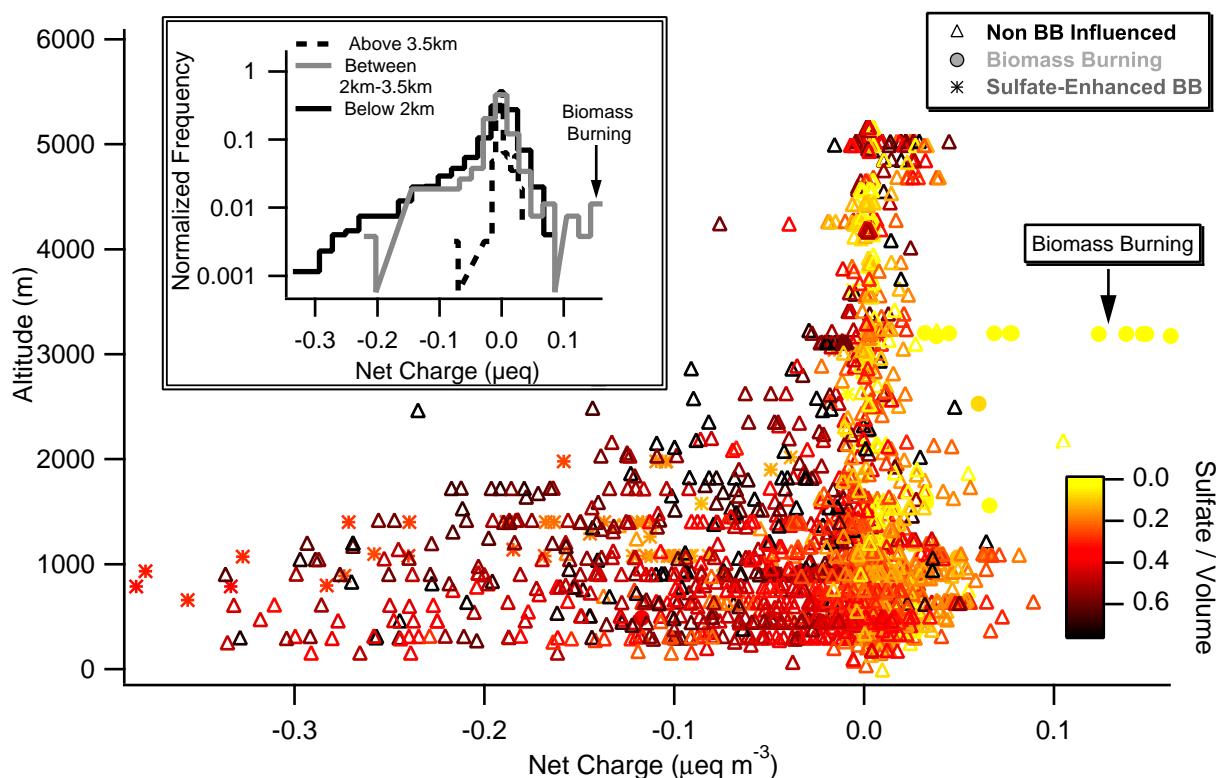 6000
5000
4000
3000
2000
1000
0
Altitude (m)
-0.3
-0.2
-0.1
0.0
0.1
Net Charge (µeq m-3)
Above 3.5km
Between
2km-3.5km
Below 2km
Biomass
Burning
1
0.1
0.01
0.001
Normalized Frequency
-0.3
-0.2
-0.1
0.0
0.1
Net Charge (µeq)
Non BB Influenced
Biomass Burning
Sulfate-Enhanced BB
Biomass Burning
0.0
0.2
0.4
0.6
Sulfate / Volume